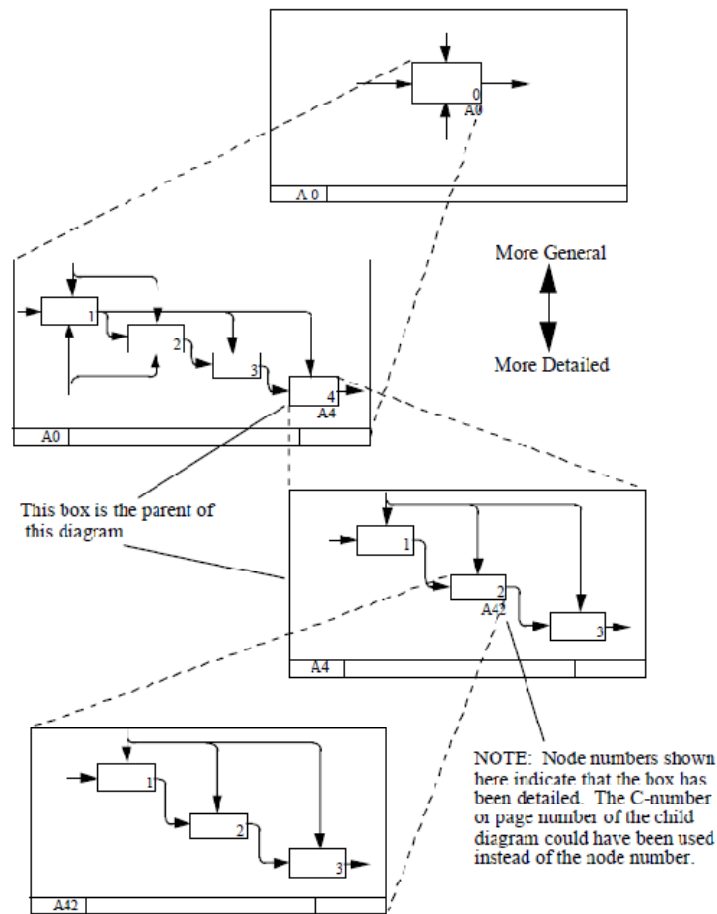 0
A0
A 0
More General
More Detailed
1
2
3
4
A4
A0
This box is the parent of
this diagram
1
2
A42
3
A4
NOTE: Node numbers shown
here indicate that the box has
been detailed. The C-number
or page number of the child
diagram could have been used
instead of the node number.
1
2
3
A42